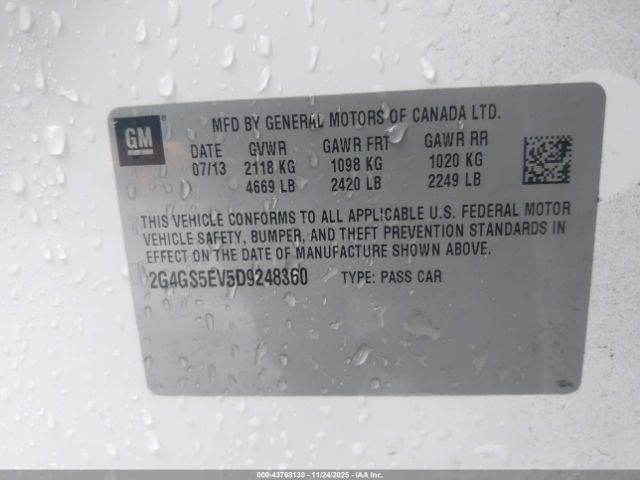 GM
MFD BY GENERAL MOTORS OF CANADA LTD.
DATE GVWR GAWR FRT GAWR RR
07/13 2118 KG 1098 KG 1020 KG
4669 LB 2420 LB 2249 LB
THIS VEHICLE CONFORMS TO ALL APPLICABLE U.S. FEDERAL MOTOR
VEHICLE SAFETY, BUMPER, AND THEFT PREVENTION STANDARDS IN
EFFECT ON THE DATE OF MANUFACTURE SHOWN ABOVE.
2G4GS5EV5D9248360 TYPE: PASS CAR
000-43768130 - 11/24/2025 - IAAI.CA